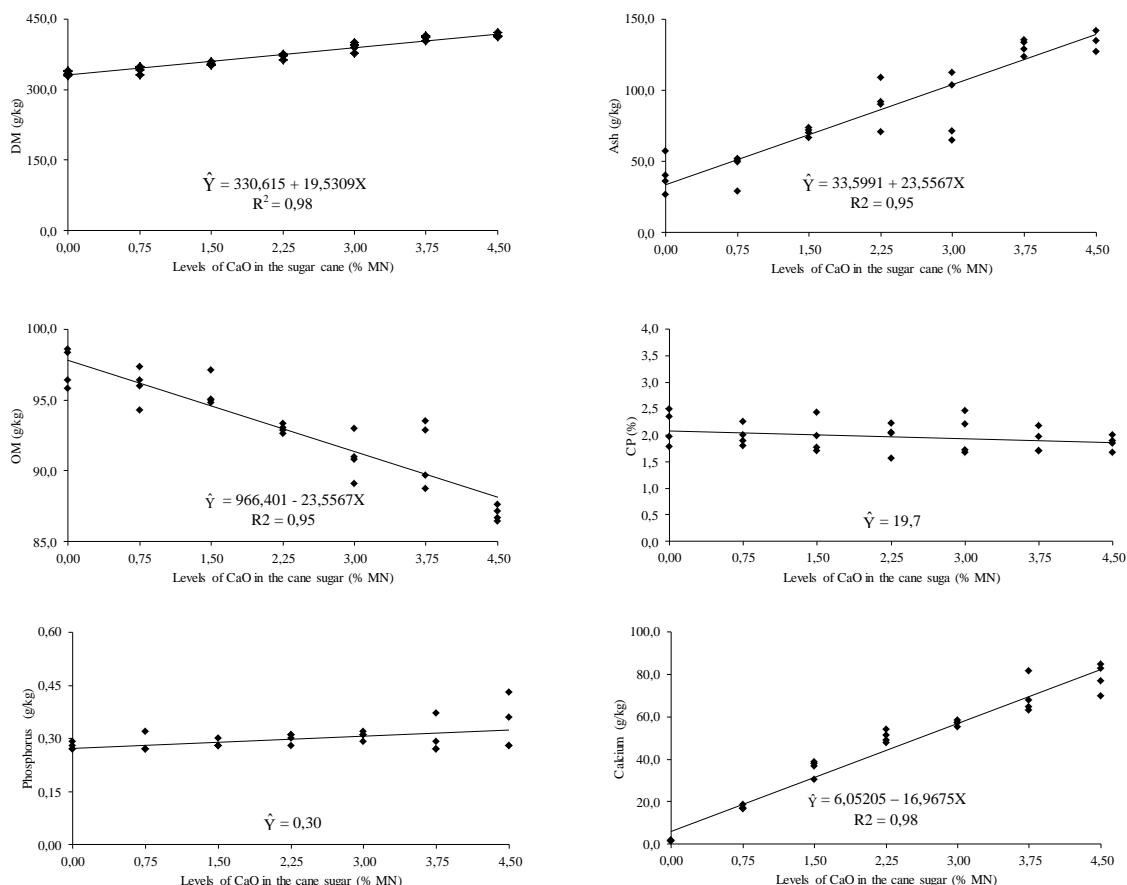 450,0
300,0
150,0
0,0
DM (g/kg)
Ŷ = 330,615 + 19,5309X
R² = 0,98
0,00 0,75 1,50 2,25 3,00 3,75 4,50
Levels of CaO in the sugar cane (% MN)
150,0
100,0
50,0
0,0
Ash (g/kg)
Ŷ = 33,5991 + 23,5567X
R2 = 0,95
0,00 0,75 1,50 2,25 3,00 3,75 4,50
Levels of CaO in the sugar cane (% MN)
100,0
95,0
90,0
85,0
OM (g/kg)
Ŷ = 966,401 - 23,5567X
R2 = 0,95
0,00 0,75 1,50 2,25 3,00 3,75 4,50
Levels of CaO in the cane sugar (% MN)
4,0
3,5
3,0
2,5
2,0
1,5
1,0
0,5
0,0
CP (%)
Ŷ = 19,7
0,00 0,75 1,50 2,25 3,00 3,75 4,50
Levels of CaO in the cane suga (% MN)
0,60
0,45
0,30
0,15
0,00
Phosphorus (g/kg)
Ŷ = 0,30
0,00 0,75 1,50 2,25 3,00 3,75 4,50
Levels of CaO in the cane sugar (% MN)
100,0
80,0
60,0
40,0
20,0
0,0
Calcium (g/kg)
Ŷ = 6,05205 – 16,9675X
R2 = 0,98
0,00 0,75 1,50 2,25 3,00 3,75 4,50
Levels of CaO in the cane sugar (% MN)